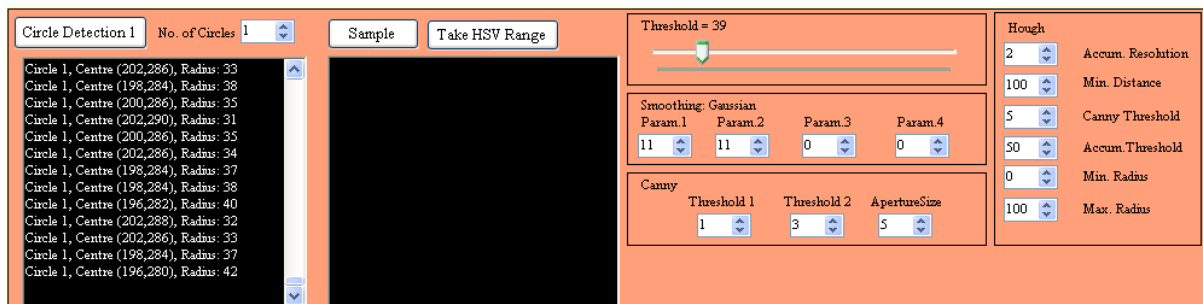 Circle Detection 1
No. of Circles 1
Sample
Take HSV Range
Circle 1, Centre (202,286), Radius: 33
Circle 1, Centre (198,284), Radius: 38
Circle 1, Centre (200,286), Radius: 35
Circle 1, Centre (202,290), Radius: 31
Circle 1, Centre (200,286), Radius: 35
Circle 1, Centre (202,286), Radius: 34
Circle 1, Centre (198,284), Radius: 37
Circle 1, Centre (198,284), Radius: 38
Circle 1, Centre (196,282), Radius: 40
Circle 1, Centre (202,288), Radius: 32
Circle 1, Centre (202,286), Radius: 33
Circle 1, Centre (198,284), Radius: 37
Circle 1, Centre (196,280), Radius: 42
Threshold = 39
Smoothing: Gaussian
Param.1 Param.2 Param.3 Param.4
11 11 0 0
Canny
Threshold 1 Threshold 2 ApertureSize
1 3 5
Hough
2 Accum. Resolution
100 Min. Distance
5 Canny Threshold
50 Accum.Threshold
0 Min. Radius
100 Max. Radius